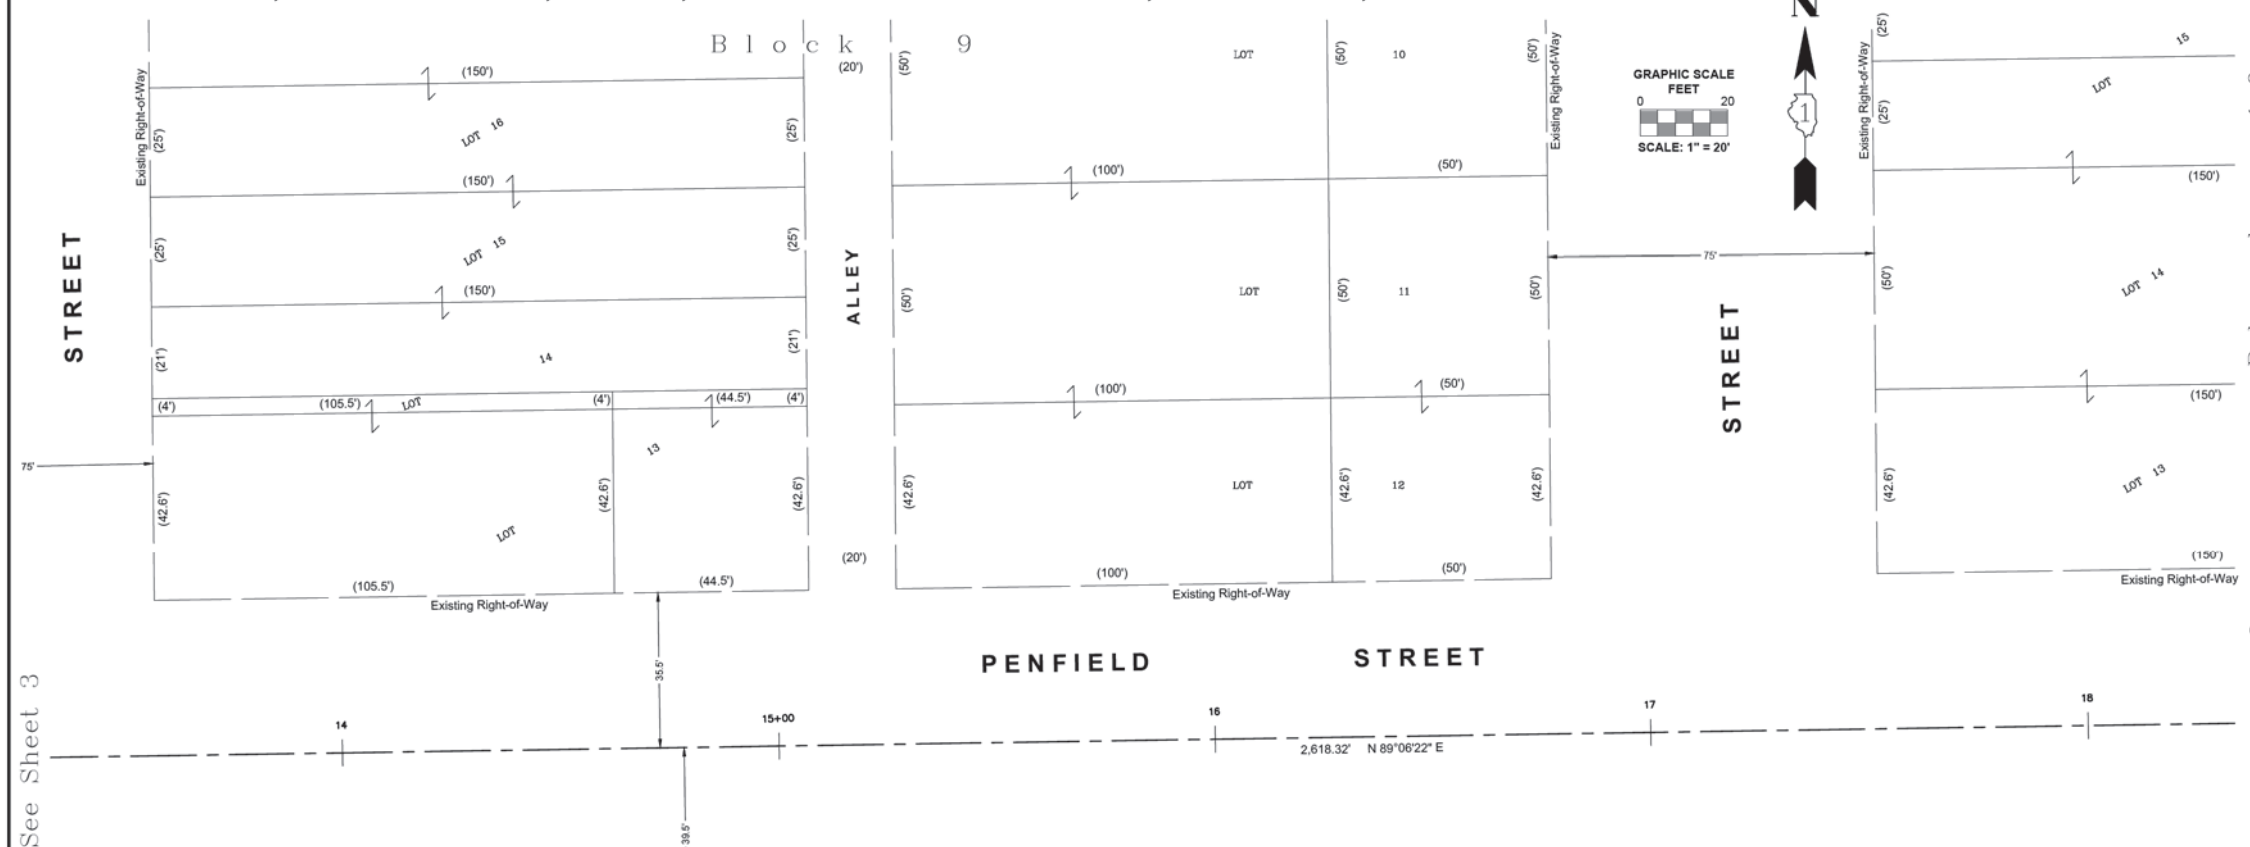 Block 9
N
GRAPHIC SCALE
FEET
0 20
SCALE: 1" = 20'
1
STREET
Existing Right-of-Way
(150')
(25')
LOT 16
(25')
(150')
(25')
LOT 15
(25')
(150')
(21')
14
(21')
(4')
(105.5')
LOT
(4')
(44.5')
(4')
13
75'
(42.6')
(42.6')
(42.6')
LOT
(105.5')
(44.5')
Existing Right-of-Way
(20')
ALLEY
(20')
(50')
LOT 10
(50')
(50')
Existing Right-of-Way
(100')
(50')
(50')
LOT 11
(50')
(50')
(100')
(50')
(42.6')
LOT 12
(42.6')
(42.6')
(100')
(50')
Existing Right-of-Way
75'
STREET
Existing Right-of-Way
(25')
15
LOT
(25')
(150')
(50')
LOT 14
(150')
(42.6')
LOT 13
(150')
Existing Right-of-Way
PENFIELD STREET
35.5'
39.5'
14
15+00
16
17
18
2,618.32' N 89°06'22" E
See Sheet 3